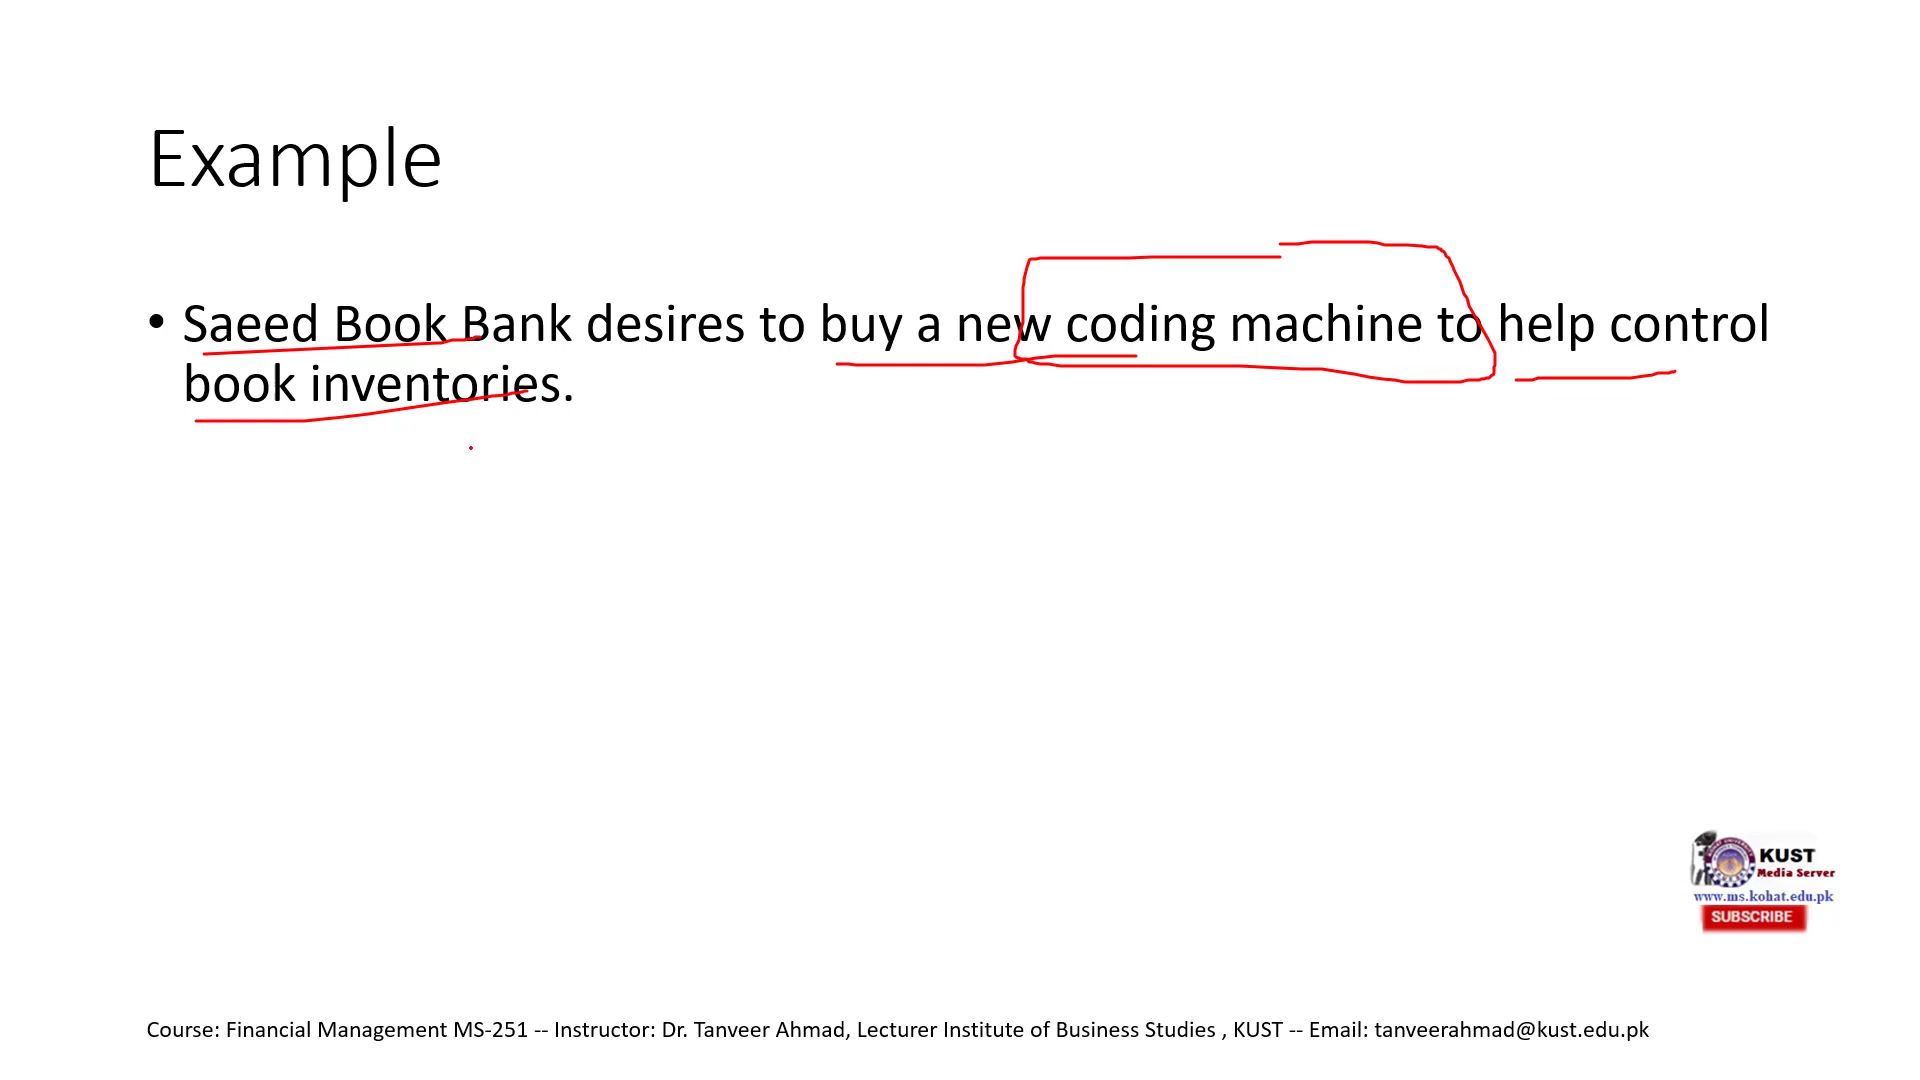 Example
• Saeed Book Bank desires to buy a new coding machine to help control
book inventories.
KUST
Media Server
www.ms.kohat.edu.pk
SUBSCRIBE
Course: Financial Management MS-251 -- Instructor: Dr. Tanveer Ahmad, Lecturer Institute of Business Studies , KUST -- Email: tanveerahmad@kust.edu.pk